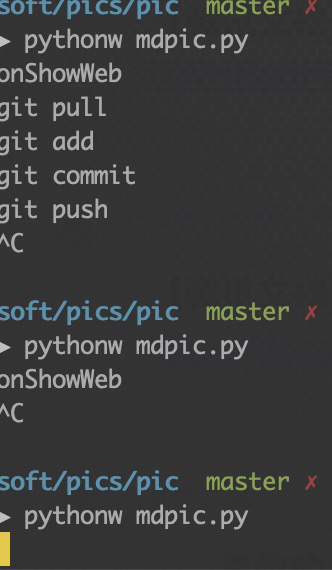 soft/pics/pic master ✗
▶ pythonw mdpic.py
onShowWeb
git pull
git add
git commit
git push
^C
soft/pics/pic master ✗
▶ pythonw mdpic.py
onShowWeb
^C
soft/pics/pic master ✗
▶ pythonw mdpic.py